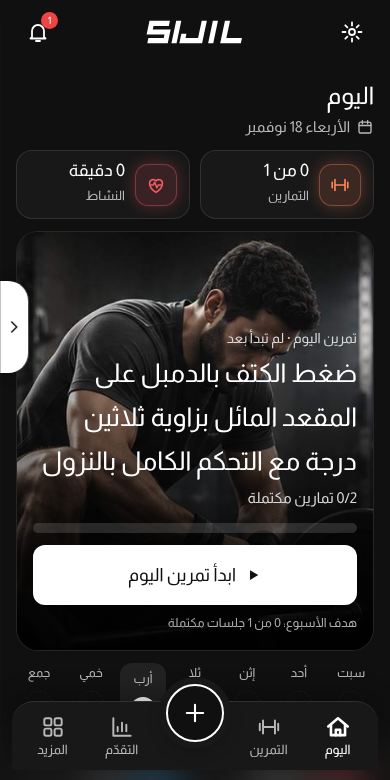 1
SIJIL
اليوم
الأربعاء 18 نوفمبر
0 من 1
التمارين
0 دقيقة
النشاط
تمرين اليوم · لم تبدأ بعد
ضغط الكتف بالدمبل على
المقعد المائل بزاوية ثلاثين
درجة مع التحكم الكامل بالنزول
0/2 تمارين مكتملة
ابدأ تمرين اليوم
هدف الأسبوع: 0 من 1 جلسات مكتملة
سبت
أحد
إثن
ثلا
أرب
خمي
جمع
اليوم
التمرين
+
التقدّم
المزيد